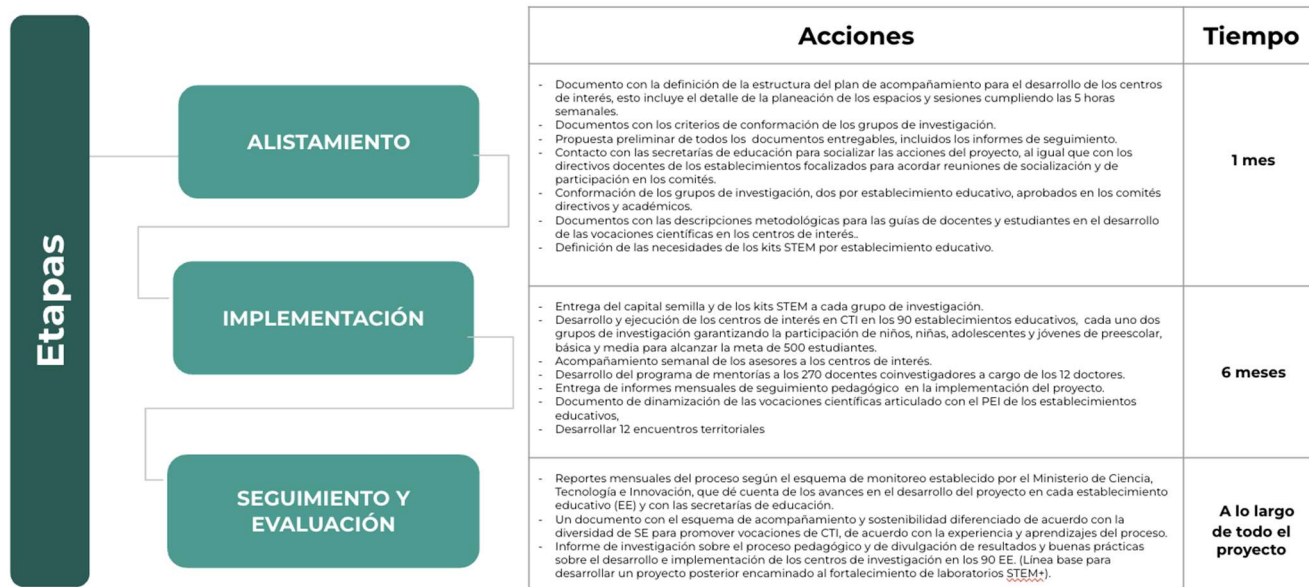 Etapas
Acciones
Tiempo
ALISTAMIENTO
- Documento con la definición de la estructura del plan de acompañamiento para el desarrollo de los centros
de interés, esto incluye el detalle de la planeación de los espacios y sesiones cumpliendo las 5 horas
semanales.
- Documentos con los criterios de conformación de los grupos de investigación.
- Propuesta preliminar de todos los documentos entregables, incluidos los informes de seguimiento.
- Contacto con las secretarías de educación para socializar las acciones del proyecto, al igual que con los
directivos docentes de los establecimientos focalizados para acordar reuniones de socialización y de
participación en los comités.
- Conformación de los grupos de investigación, dos por establecimiento educativo, aprobados en los comités
directivos y académicos.
- Documentos con las descripciones metodológicas para las guías de docentes y estudiantes en el desarrollo
de las vocaciones científicas en los centros de interés..
- Definición de las necesidades de los kits STEM por establecimiento educativo.
1 mes
IMPLEMENTACIÓN
- Entrega del capital semilla y de los kits STEM a cada grupo de investigación.
- Desarrollo y ejecución de los centros de interés en CTI en los 90 establecimientos educativos, cada uno dos
grupos de investigación garantizando la participación de niños, niñas, adolescentes y jóvenes de preescolar,
básica y media para alcanzar la meta de 500 estudiantes.
- Acompañamiento semanal de los asesores a los centros de interés.
- Desarrollo del programa de mentorías a los 270 docentes coinvestigadores a cargo de los 12 doctores.
- Entrega de informes mensuales de seguimiento pedagógico en la implementación del proyecto.
- Documento de dinamización de las vocaciones científicas articulado con el PEI de los establecimientos
educativos,
- Desarrollar 12 encuentros territoriales
6 meses
SEGUIMIENTO Y
EVALUACIÓN
- Reportes mensuales del proceso según el esquema de monitoreo establecido por el Ministerio de Ciencia,
Tecnología e Innovación, que dé cuenta de los avances en el desarrollo del proyecto en cada establecimiento
educativo (EE) y con las secretarías de educación.
- Un documento con el esquema de acompañamiento y sostenibilidad diferenciado de acuerdo con la
diversidad de SE para promover vocaciones de CTI, de acuerdo con la experiencia y aprendizajes del proceso.
- Informe de investigación sobre el proceso pedagógico y de divulgación de resultados y buenas prácticas
sobre el desarrollo e implementación de los centros de investigación en los 90 EE. (Línea base para
desarrollar un proyecto posterior encaminado al fortalecimiento de laboratorios STEM+).
A lo largo
de todo el
proyecto